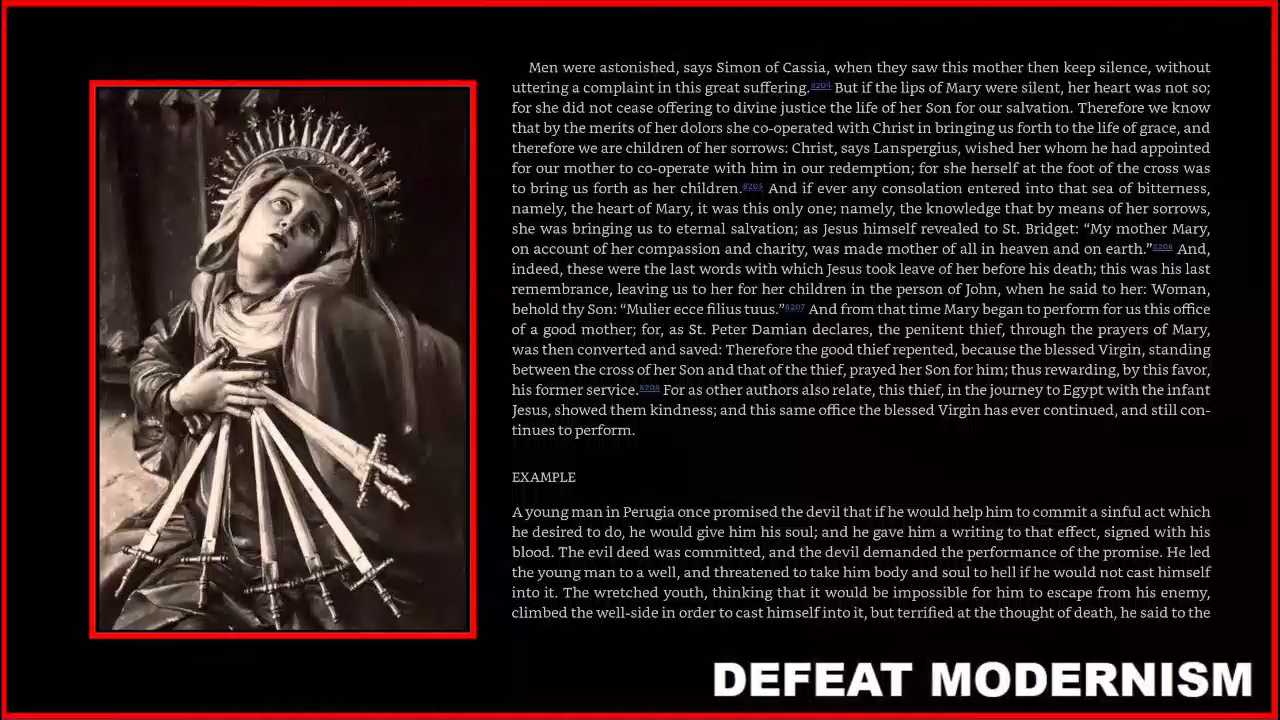 Men were astonished, says Simon of Cassia, when they saw this mother then keep silence, without
uttering a complaint in this great suffering.8204 But if the lips of Mary were silent, her heart was not so;
for she did not cease offering to divine justice the life of her Son for our salvation. Therefore we know
that by the merits of her dolors she co-operated with Christ in bringing us forth to the life of grace, and
therefore we are children of her sorrows: Christ, says Lanspergius, wished her whom he had appointed
for our mother to co-operate with him in our redemption; for she herself at the foot of the cross was
to bring us forth as her children.8205 And if ever any consolation entered into that sea of bitterness,
namely, the heart of Mary, it was this only one; namely, the knowledge that by means of her sorrows,
she was bringing us to eternal salvation; as Jesus himself revealed to St. Bridget: “My mother Mary,
on account of her compassion and charity, was made mother of all in heaven and on earth.”8206 And,
indeed, these were the last words with which Jesus took leave of her before his death; this was his last
remembrance, leaving us to her for her children in the person of John, when he said to her: Woman,
behold thy Son: “Mulier ecce filius tuus.”8207 And from that time Mary began to perform for us this office
of a good mother; for, as St. Peter Damian declares, the penitent thief, through the prayers of Mary,
was then converted and saved: Therefore the good thief repented, because the blessed Virgin, standing
between the cross of her Son and that of the thief, prayed her Son for him; thus rewarding, by this favor,
his former service.8208 For as other authors also relate, this thief, in the journey to Egypt with the infant
Jesus, showed them kindness; and this same office the blessed Virgin has ever continued, and still con-
tinues to perform.
EXAMPLE
A young man in Perugia once promised the devil that if he would help him to commit a sinful act which
he desired to do, he would give him his soul; and he gave him a writing to that effect, signed with his
blood. The evil deed was committed, and the devil demanded the performance of the promise. He led
the young man to a well, and threatened to take him body and soul to hell if he would not cast himself
into it. The wretched youth, thinking that it would be impossible for him to escape from his enemy,
climbed the well-side in order to cast himself into it, but terrified at the thought of death, he said to the
DEFEAT MODERNISM